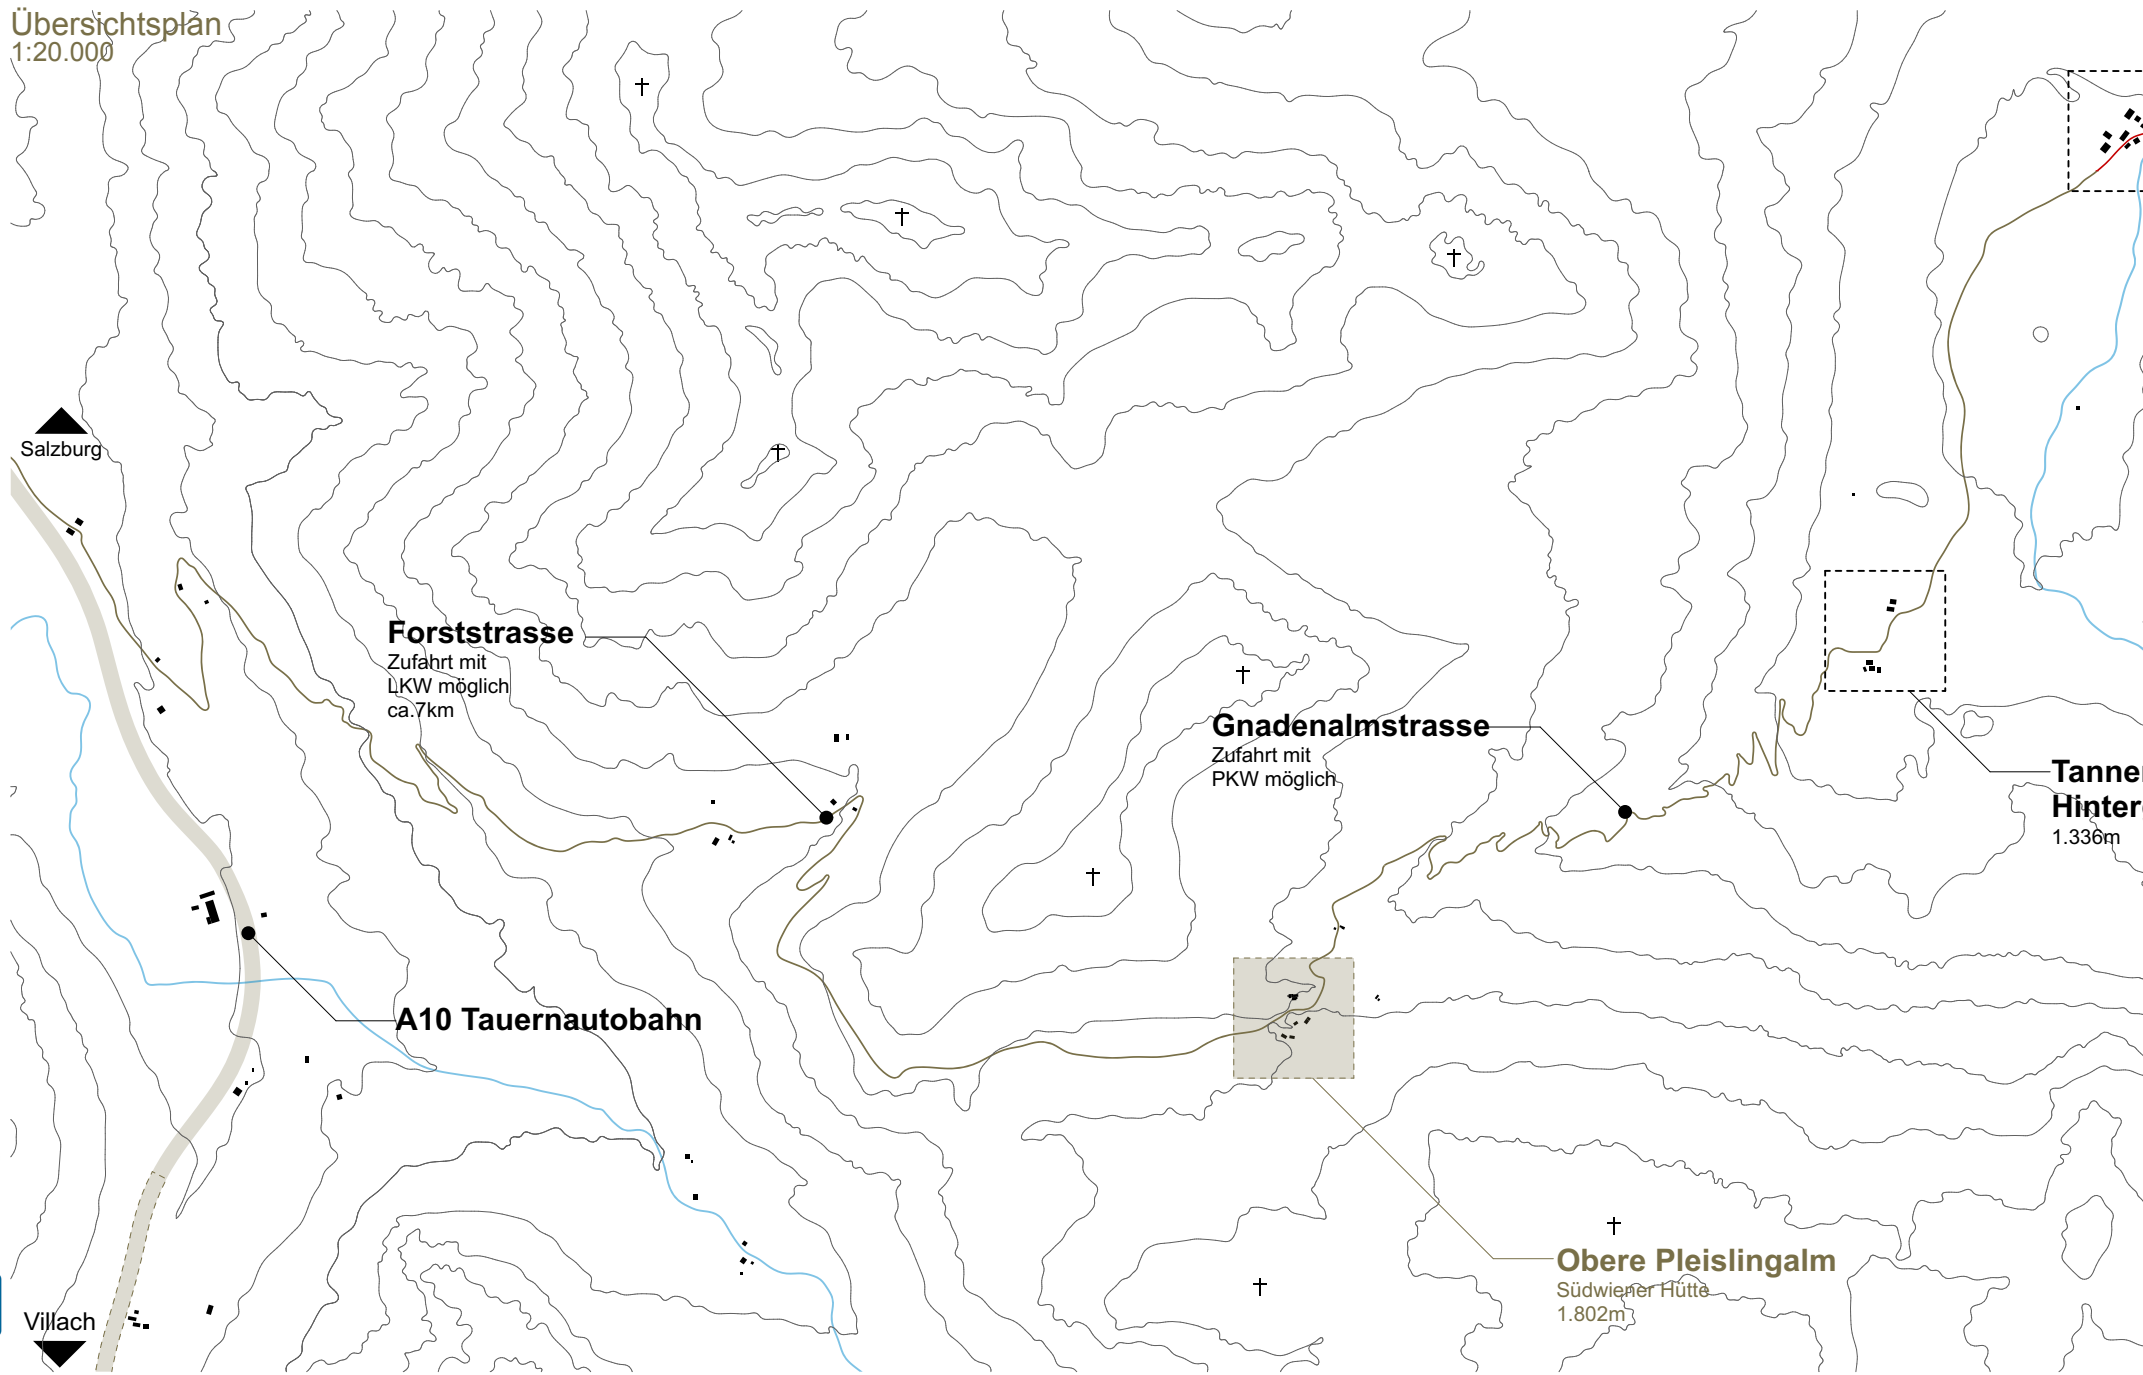 Übersichtsplan
1:20.000
Salzburg
Forststrasse
Zufahrt mit
LKW möglich
ca.7km
Gnadenalmstrasse
Zufahrt mit
PKW möglich
1.336m
A10 Tauernautobahn
Obere Pleislingalm
Südwiener Hütte
1.802m
Villach